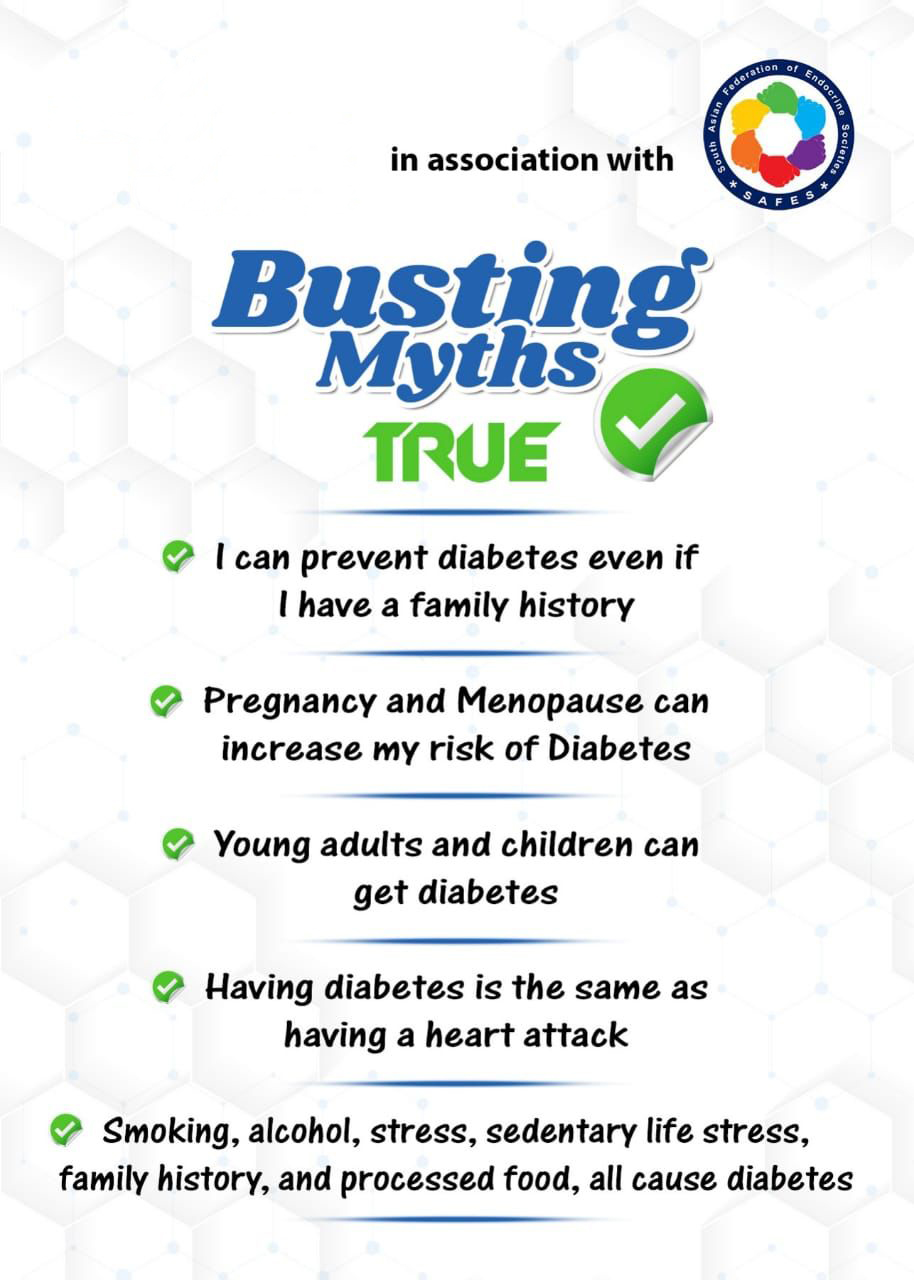 in association with
South Asian Federation of Endocrine Societies
* SAFES *
Busting
Myths
TRUE
I can prevent diabetes even if
I have a family history
Pregnancy and Menopause can
increase my risk of Diabetes
Young adults and children can
get diabetes
Having diabetes is the same as
having a heart attack
Smoking, alcohol, stress, sedentary life stress,
family history, and processed food, all cause diabetes